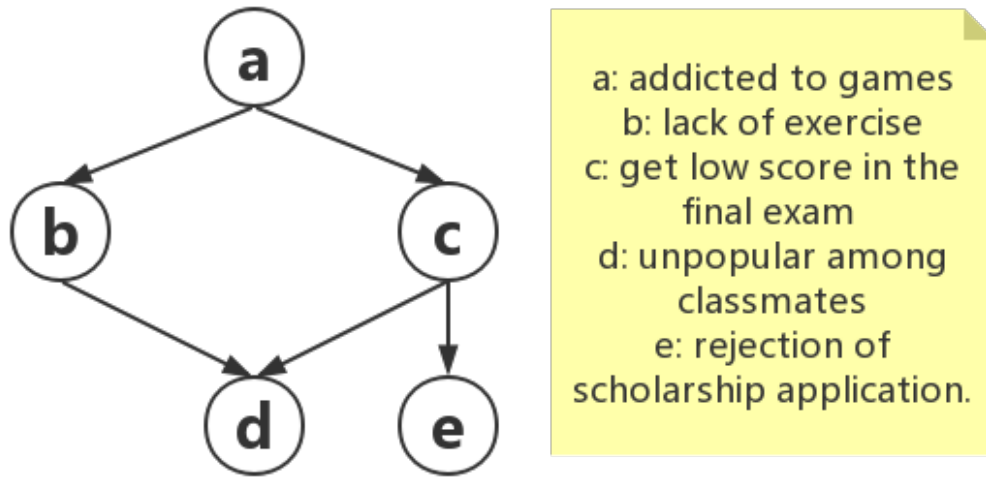 a
b
c
d
e
a: addicted to games
b: lack of exercise
c: get low score in the
final exam
d: unpopular among
classmates
e: rejection of
scholarship application.